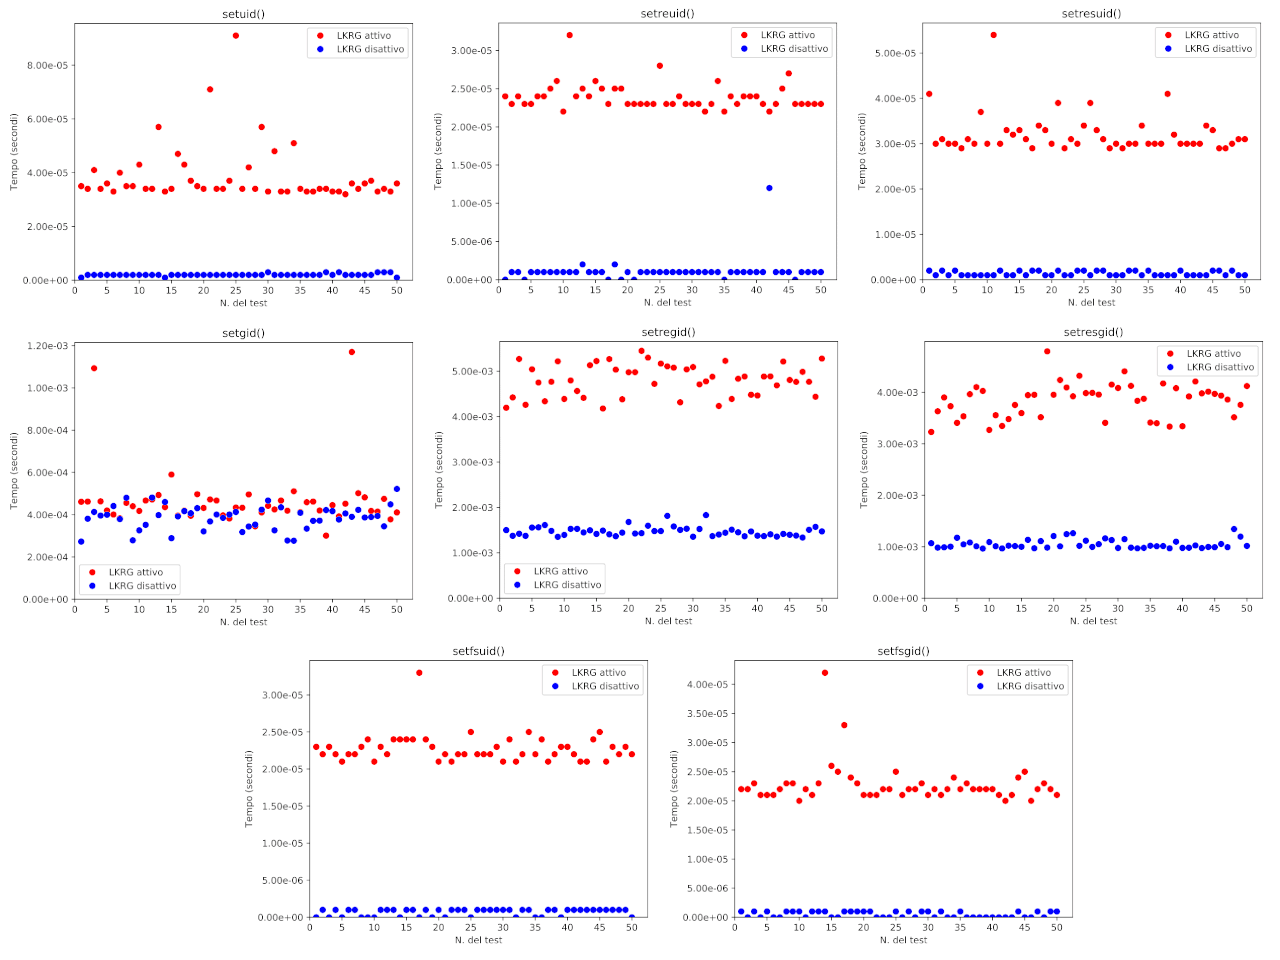 setuid()
LKRG attivo
LKRG disattivo
8.00e-05
6.00e-05
4.00e-05
2.00e-05
0.00e+00
Tempo (secondi)
0 5 10 15 20 25 30 35 40 45 50
N. del test
setreuid()
LKRG attivo
LKRG disattivo
3.00e-05
2.50e-05
2.00e-05
1.50e-05
1.00e-05
5.00e-06
0.00e+00
Tempo (secondi)
0 5 10 15 20 25 30 35 40 45 50
N. del test
setresuid()
LKRG attivo
LKRG disattivo
5.00e-05
4.00e-05
3.00e-05
2.00e-05
1.00e-05
0.00e+00
Tempo (secondi)
0 5 10 15 20 25 30 35 40 45 50
N. del test
setgid()
1.20e-03
1.00e-03
8.00e-04
6.00e-04
4.00e-04
2.00e-04
0.00e+00
Tempo (secondi)
LKRG attivo
LKRG disattivo
0 5 10 15 20 25 30 35 40 45 50
N. del test
setregid()
5.00e-03
4.00e-03
3.00e-03
2.00e-03
1.00e-03
0.00e+00
Tempo (secondi)
LKRG attivo
LKRG disattivo
0 5 10 15 20 25 30 35 40 45 50
N. del test
setresgid()
LKRG attivo
LKRG disattivo
4.00e-03
3.00e-03
2.00e-03
1.00e-03
0.00e+00
Tempo (secondi)
0 5 10 15 20 25 30 35 40 45 50
N. del test
setfsuid()
LKRG attivo
LKRG disattivo
3.00e-05
2.50e-05
2.00e-05
1.50e-05
1.00e-05
5.00e-06
0.00e+00
Tempo (secondi)
0 5 10 15 20 25 30 35 40 45 50
N. del test
setfsgid()
LKRG attivo
LKRG disattivo
4.00e-05
3.50e-05
3.00e-05
2.50e-05
2.00e-05
1.50e-05
1.00e-05
5.00e-06
0.00e+00
Tempo (secondi)
0 5 10 15 20 25 30 35 40 45 50
N. del test